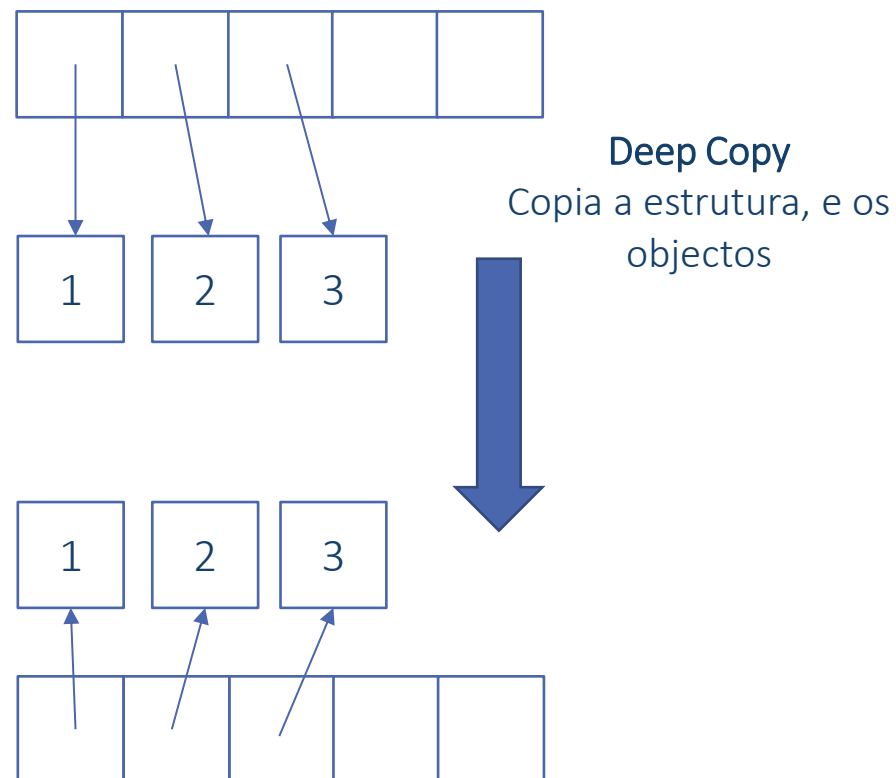 1 2 3
Deep Copy
Copia a estrutura, e os
objectos
1 2 3